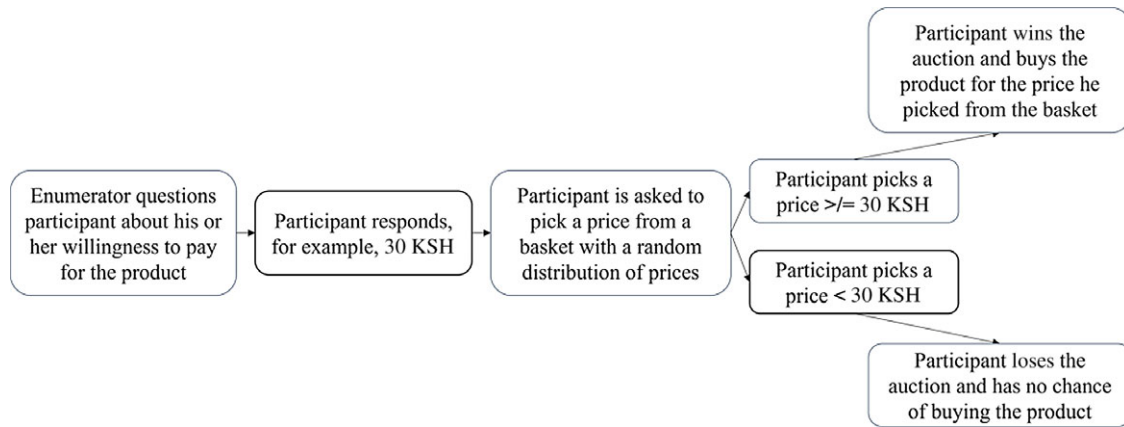 Enumerator questions
participant about his or
her willingness to pay
for the product
Participant responds,
for example, 30 KSH
Participant is asked to
pick a price from a
basket with a random
distribution of prices
Participant picks a
price >/= 30 KSH
Participant wins the
auction and buys the
product for the price he
picked from the basket
Participant picks a
price < 30 KSH
Participant loses the
auction and has no chance
of buying the product